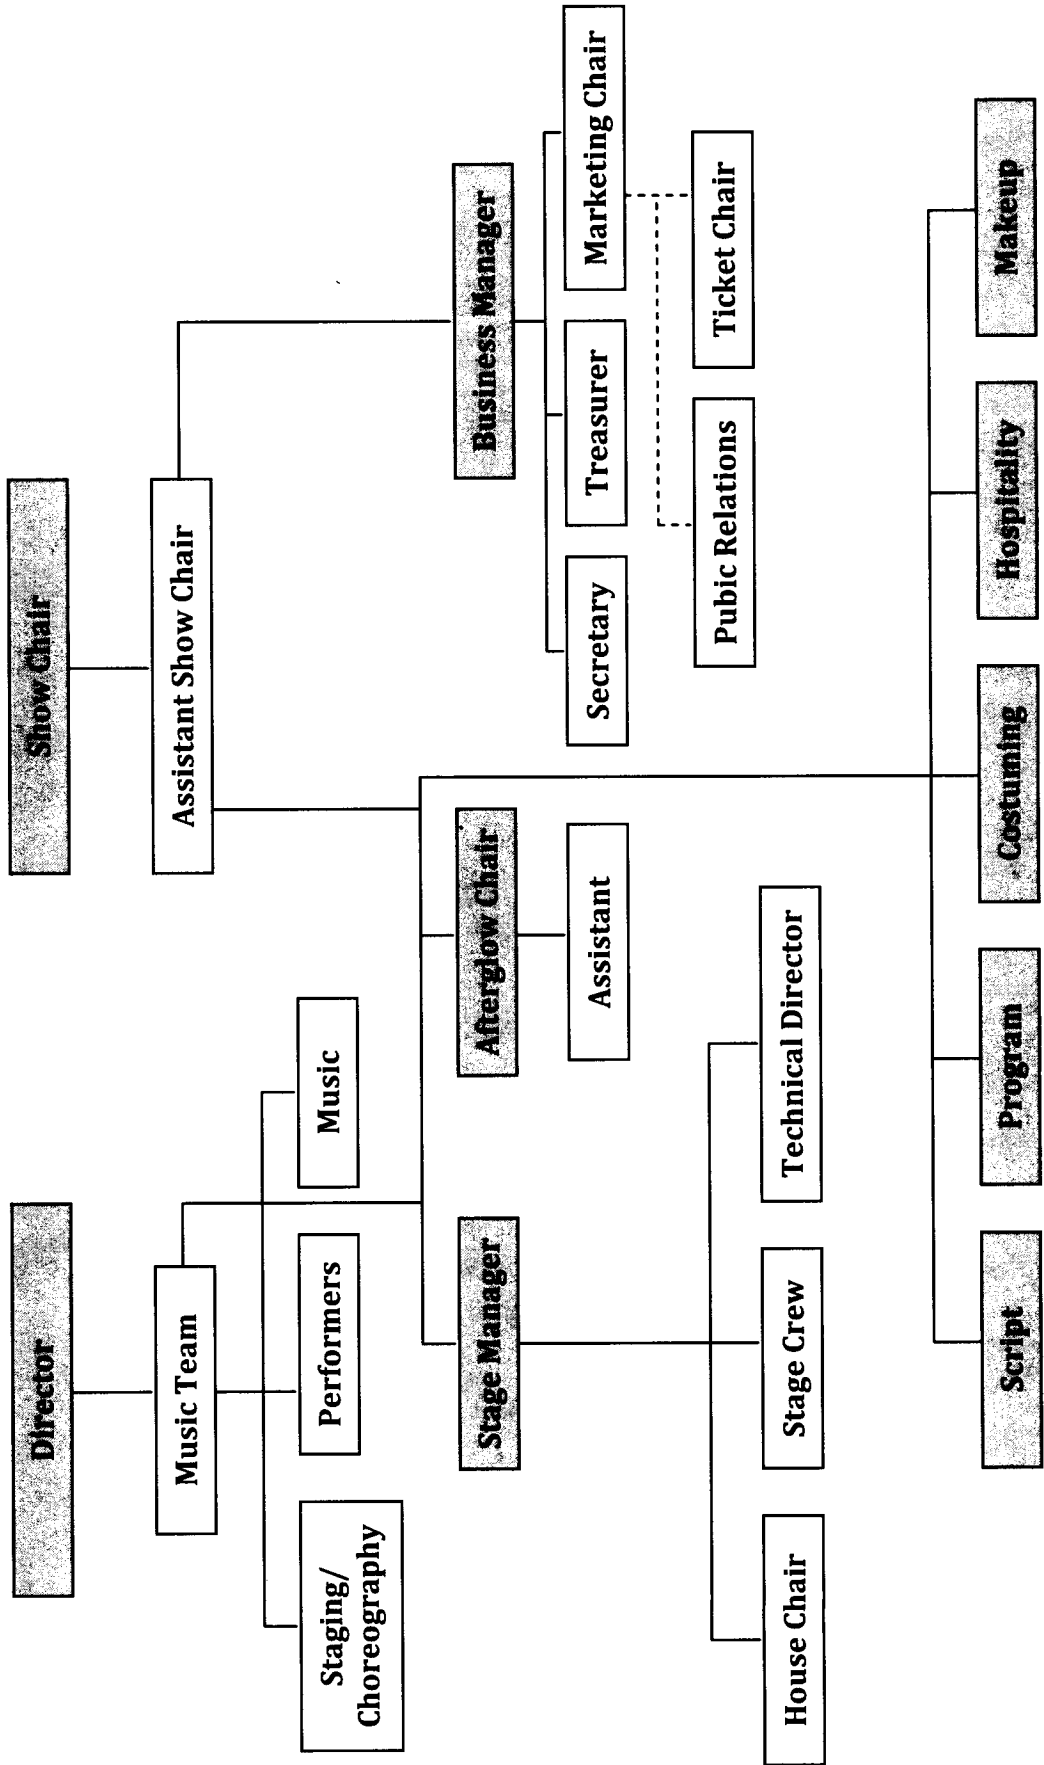 Director
Show Chair
Music Team
Assistant Show Chair
Staging/
Choreography
Performers
Music
Stage Manager
Afterglow Chair
Business Manager
Assistant
Secretary
Treasurer
Marketing Chair
Pubic Relations
Ticket Chair
House Chair
Stage Crew
Technical Director
Script
Program
Costuming
Hospitality
Makeup